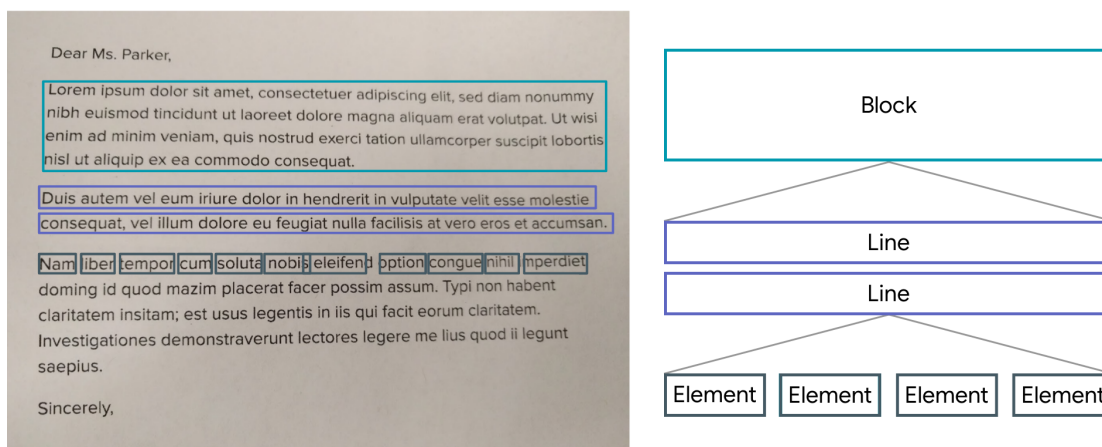 Dear Ms. Parker,
Lorem ipsum dolor sit amet, consectetuer adipiscing elit, sed diam nonummy
nibh euismod tincidunt ut laoreet dolore magna aliquam erat volutpat. Ut wisi
enim ad minim veniam, quis nostrud exerci tation ullamcorper suscipit lobortis
nisl ut aliquip ex ea commodo consequat.
Duis autem vel eum iriure dolor in hendrerit in vulputate velit esse molestie
consequat, vel illum dolore eu feugiat nulla facilisis at vero eros et accumsan.
Nam liber tempor cum soluta nobis eleifend option congue nihil imperdiet
doming id quod mazim placerat facer possim assum. Typi non habent
claritatem insitam; est usus legentis in iis qui facit eorum claritatem.
Investigationes demonstraverunt lectores legere me lius quod ii legunt
saepius.
Sincerely,
Block
Line
Line
Element Element Element Element